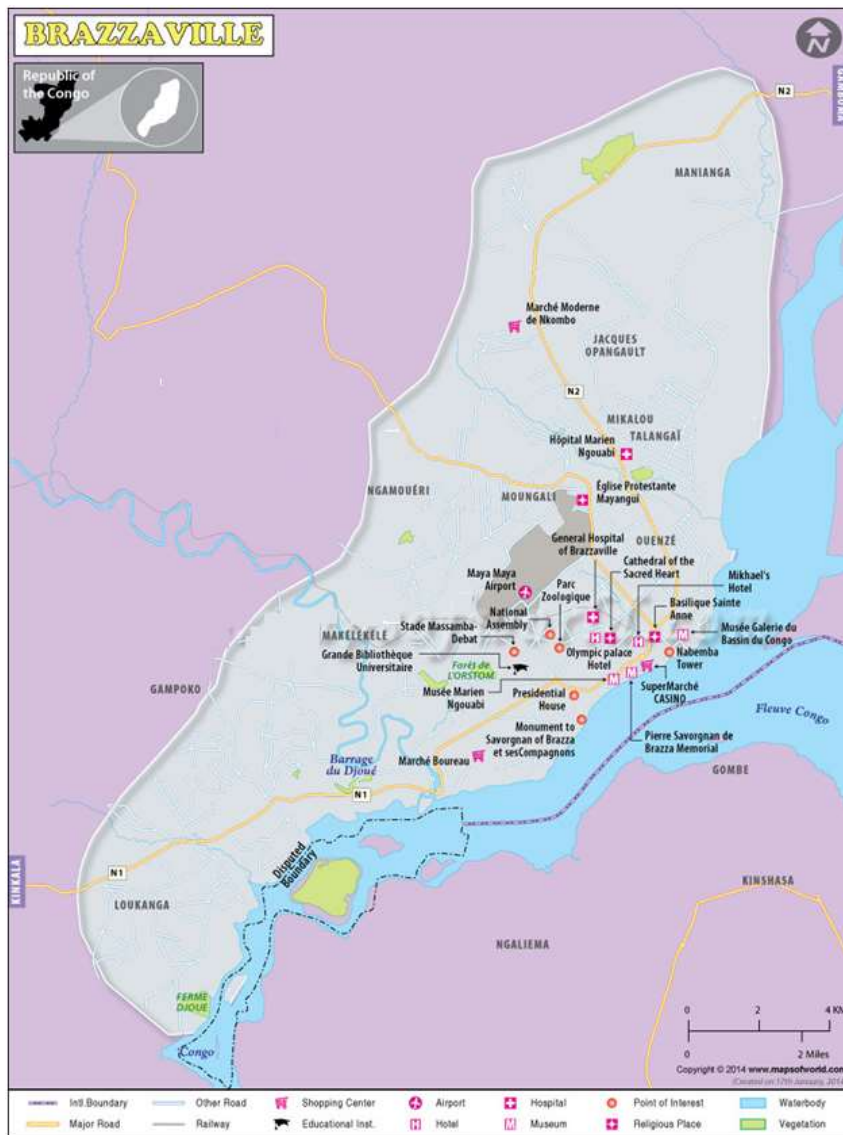 BRAZZAVILLE
Republic of
the Congo
N
N2
GAMBOMA
MANIANGA
Marché Moderne
de Nkombo
JACQUES
OPANGAULT
N2
MIKALOU
TALANGAÏ
Hôpital Marien
Ngouabi
NGAMOUÉRI
MOUNGALI
Église Protestante
Mayangui
OUENZÉ
General Hospital
of Brazzaville
Cathedral of the
Sacred Heart
Mikhael's
Hotel
Maya Maya
Airport
Parc
Zoologique
National
Assembly
Basilique Sainte
Anne
MAKÉLÉKÉLÉ
Stade Massamba-
Debat
Musée Galerie du
Bassin du Congo
Grande Bibliothèque
Universitaire
Forêt de
L'ORSTOM
Olympic palace
Hotel
Nabemba
Tower
GAMPOKO
Musée Marien
Ngouabi
Presidential
House
SuperMarché
CASINO
Fleuve Congo
Monument to
Savorgnan of Brazza
et sesCompagnons
Pierre Savorgnan de
Brazza Memorial
Barrage
du Djoué
Marché Boureau
GOMBE
N1
Disputed
Boundary
KINKALA
N1
LOUKANGA
KINSHASA
NGALIEMA
FERME
DJOUE
Congo
0 2 4 KM
0 2 Miles
Copyright © 2014 www.mapsofworld.com
(Created on 17th January, 2014)
Intl.Boundary Other Road Shopping Center Airport Hospital Point of Interest Waterbody
Major Road Railway Educational Inst. Hotel Museum Religious Place Vegetation